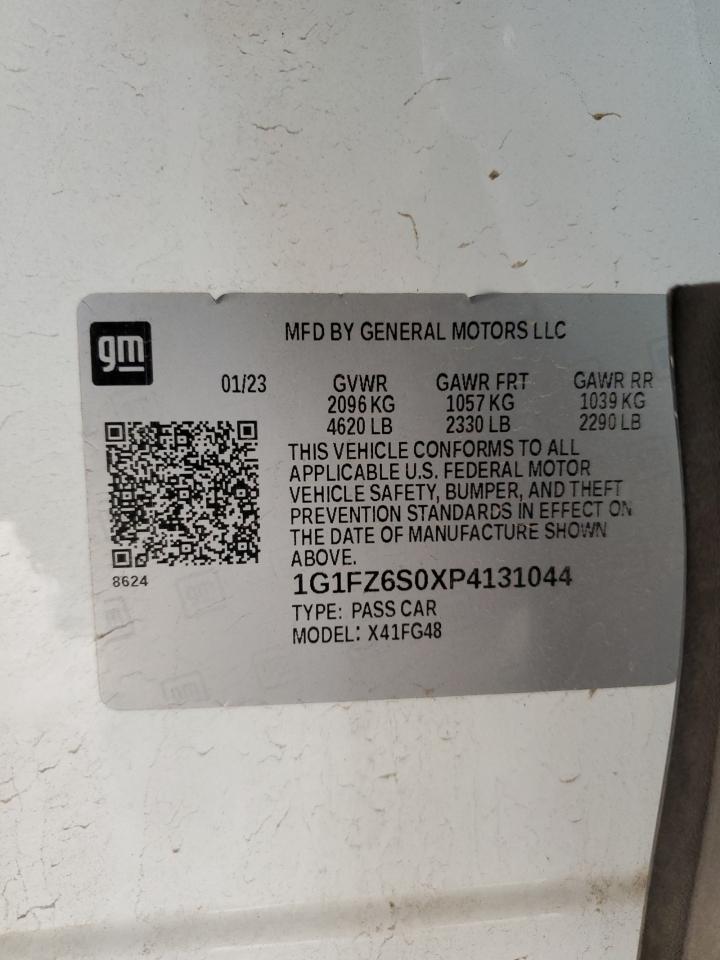 gm
MFD BY GENERAL MOTORS LLC
01/23 GVWR GAWR FRT GAWR RR
2096 KG 1057 KG 1039 KG
4620 LB 2330 LB 2290 LB
THIS VEHICLE CONFORMS TO ALL
APPLICABLE U.S. FEDERAL MOTOR
VEHICLE SAFETY, BUMPER, AND THEFT
PREVENTION STANDARDS IN EFFECT ON
THE DATE OF MANUFACTURE SHOWN
ABOVE.
8624
1G1FZ6S0XP4131044
TYPE: PASS CAR
MODEL: X41FG48
gm